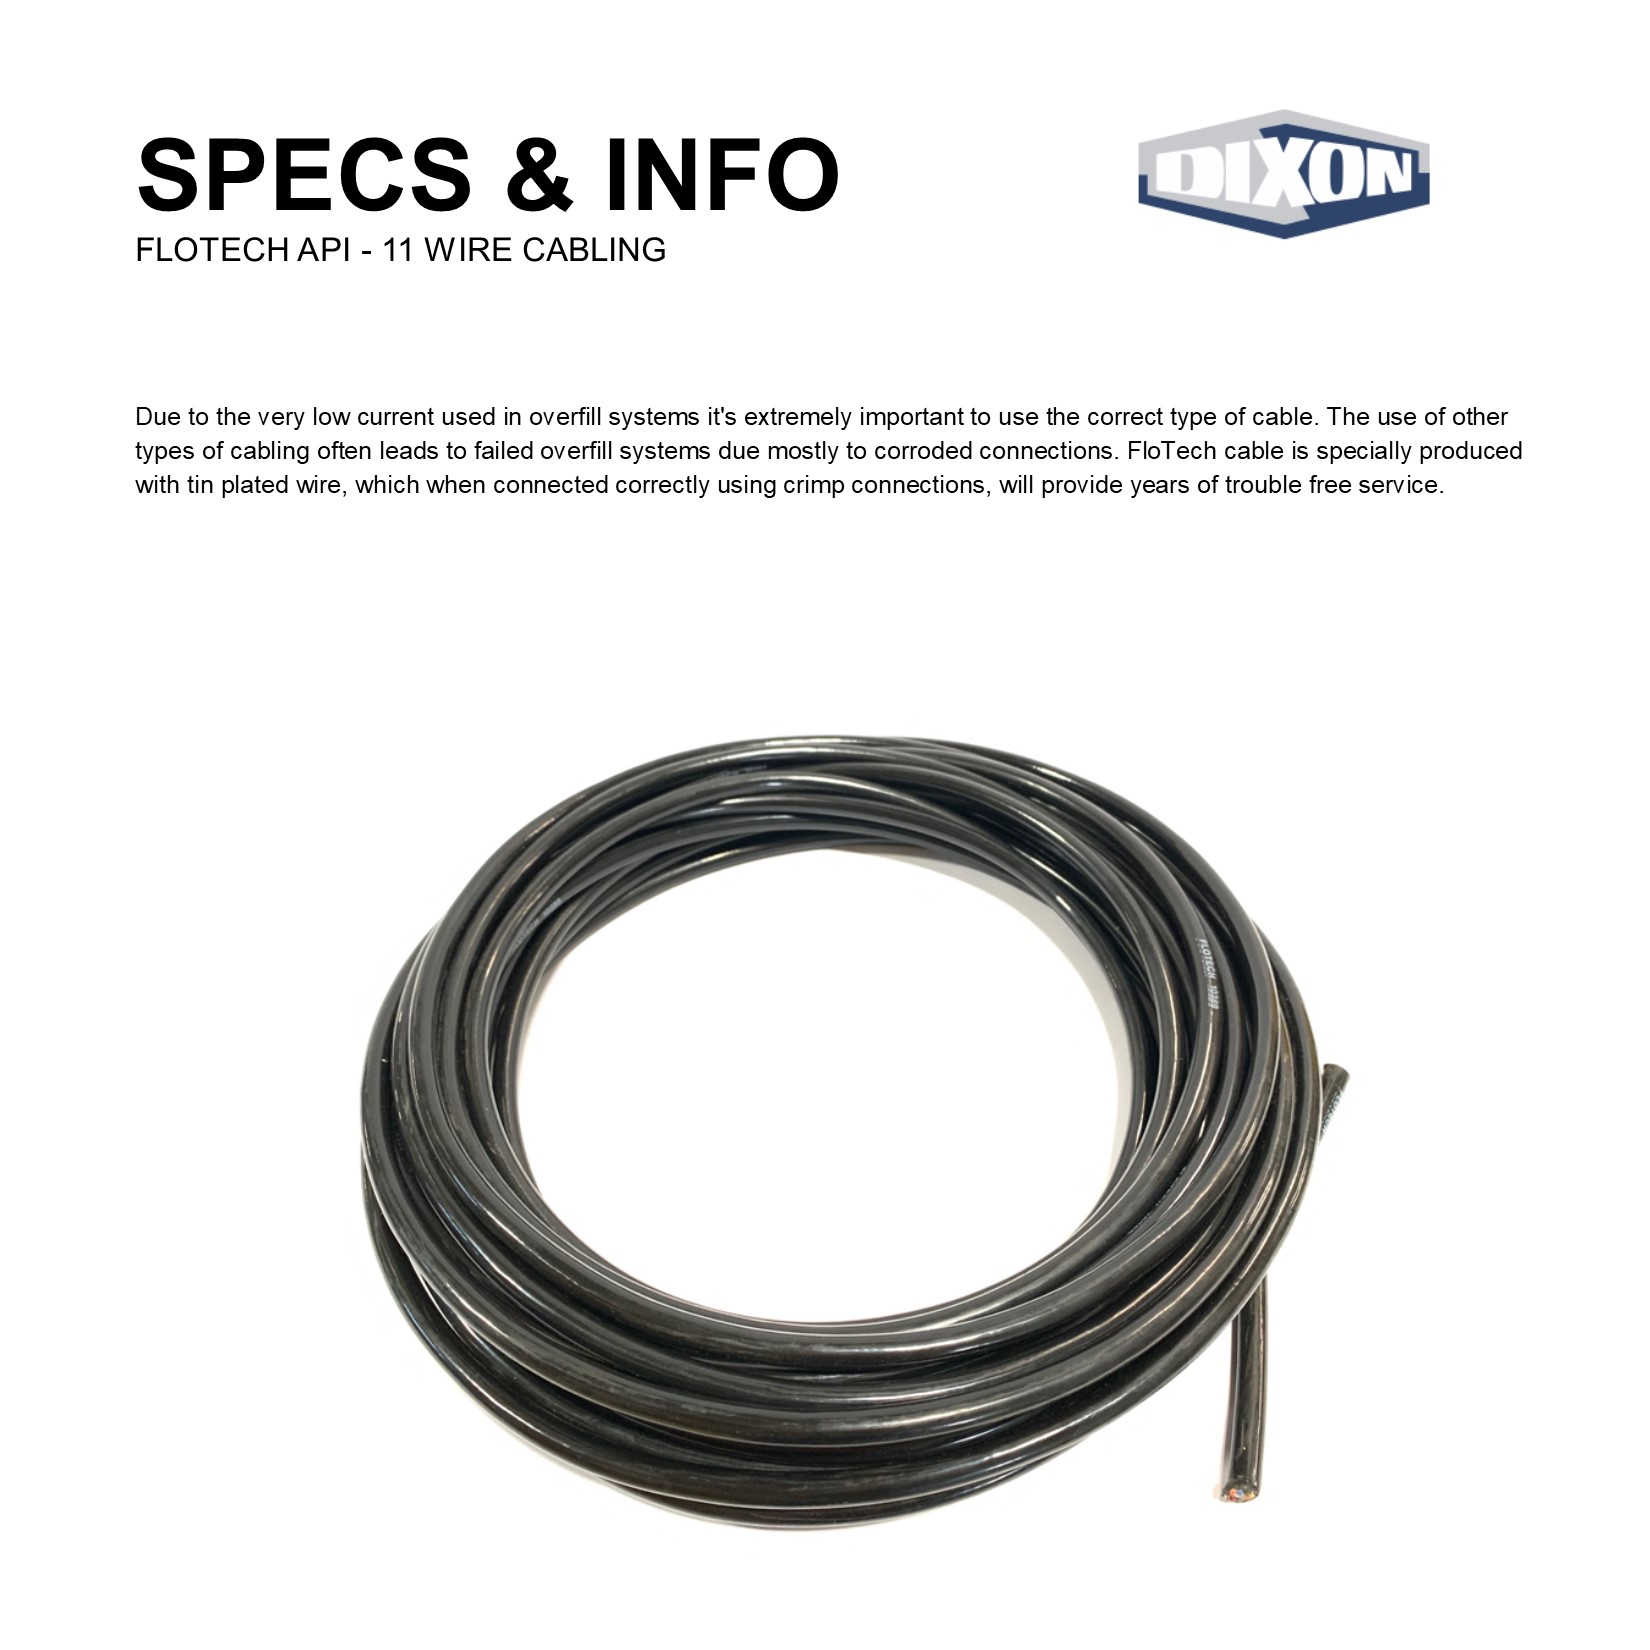 SPECS & INFO
FLOTECH API - 11 WIRE CABLING
DIXON
Due to the very low current used in overfill systems it's extremely important to use the correct type of cable. The use of other
types of cabling often leads to failed overfill systems due mostly to corroded connections. FloTech cable is specially produced
with tin plated wire, which when connected correctly using crimp connections, will provide years of trouble free service.
FLOTECH